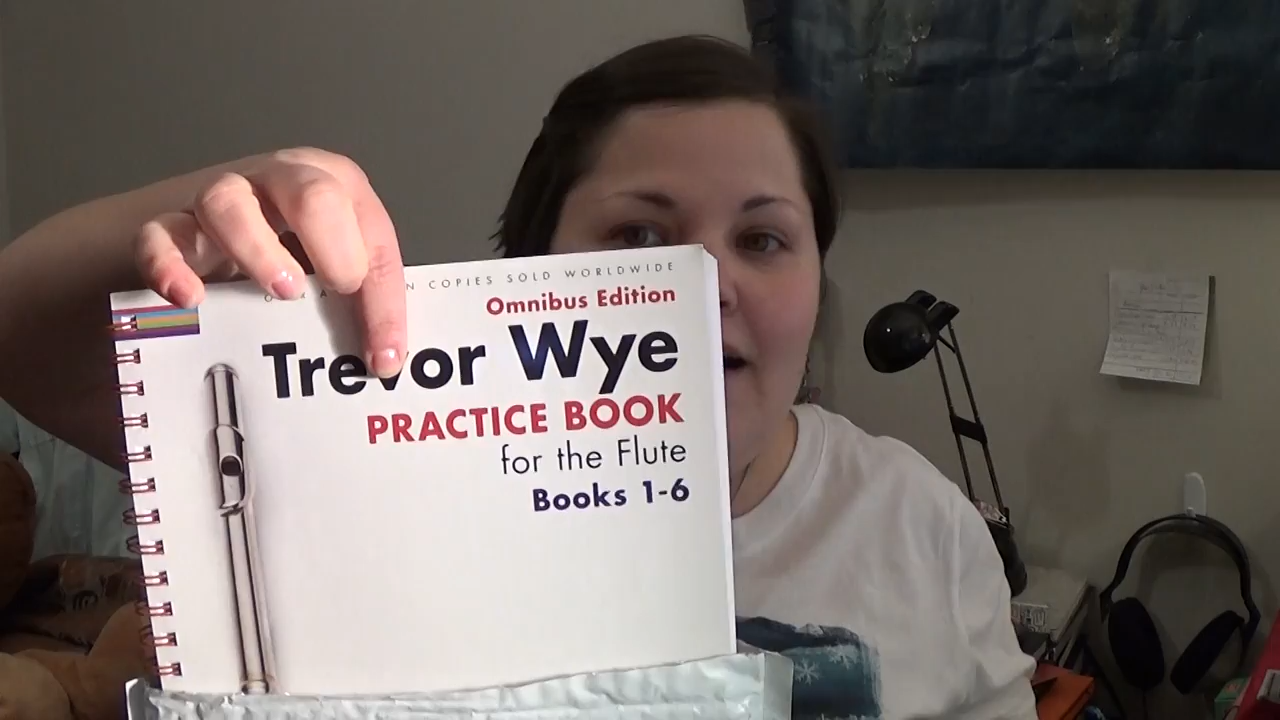 COPIES SOLD WORLDWIDE
Omnibus Edition
Trevor Wye
PRACTICE BOOK
for the Flute
Books 1-6